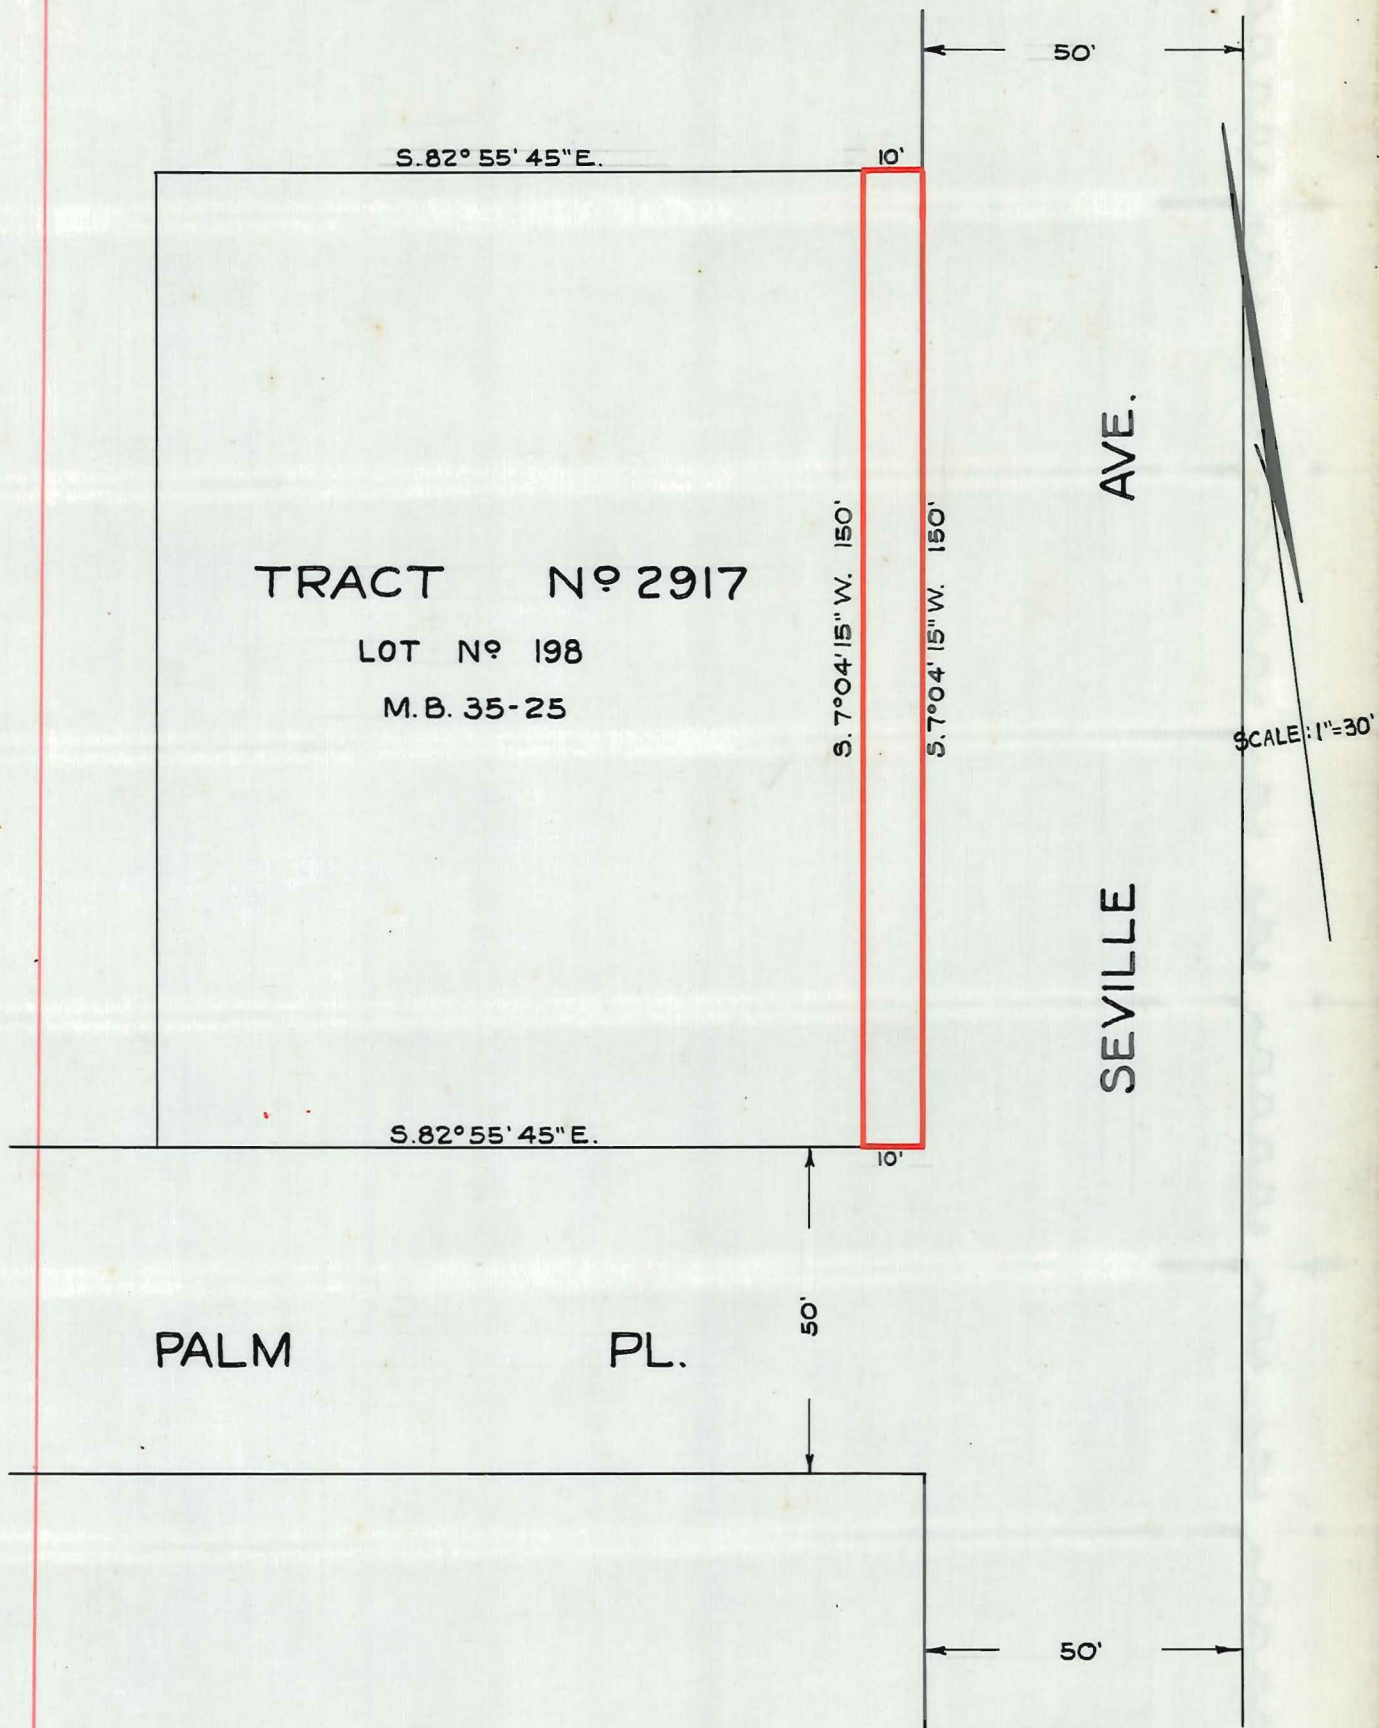 50'
S. 82° 55' 45" E.
10'
AVE.
S. 7° 04' 15" W. 150'
S. 7° 04' 15" W. 150'
TRACT Nº 2917
LOT Nº 198
M. B. 35-25
SCALE: 1"=30'
SEVILLE
S. 82° 55' 45" E.
10'
50'
PALM PL.
50'